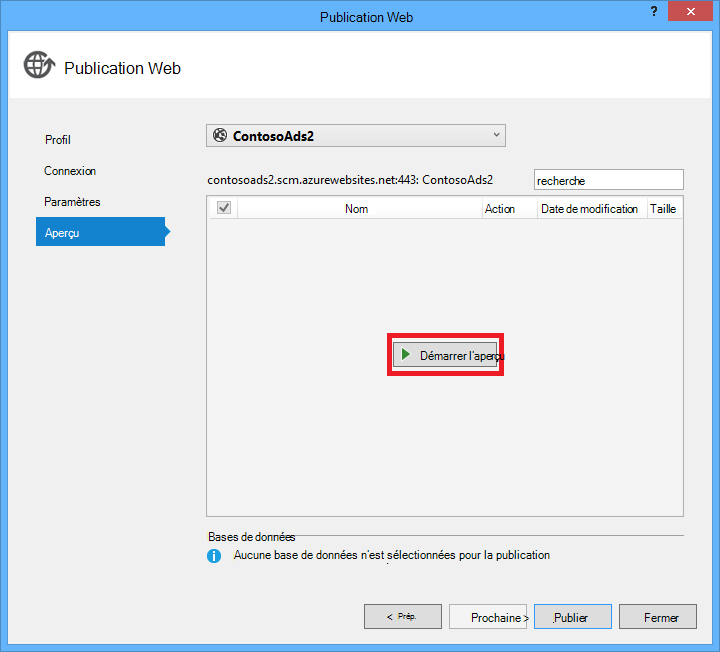 Publication Web
?
Publication Web
Profil
Connexion
Paramètres
Aperçu
ContosoAds2
contosoads2.scm.azurewebsites.net:443: ContosoAds2
recherche
Nom Action Date de modification Taille
Démarrer l'aperçu
Bases de données
Aucune base de données n'est sélectionnées pour la publication
< Prép.
Prochaine >
Publier
Fermer